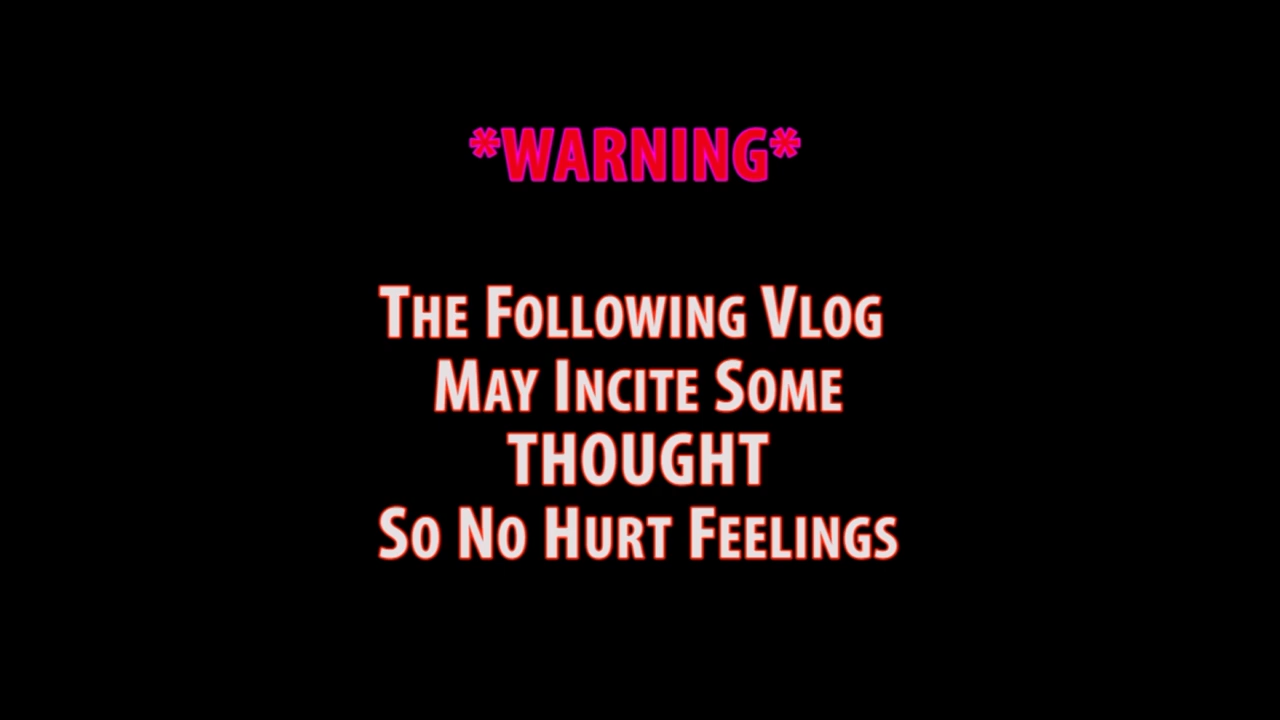 *WARNING*
The Following Vlog
May Incite Some
THOUGHT
So No Hurt Feelings